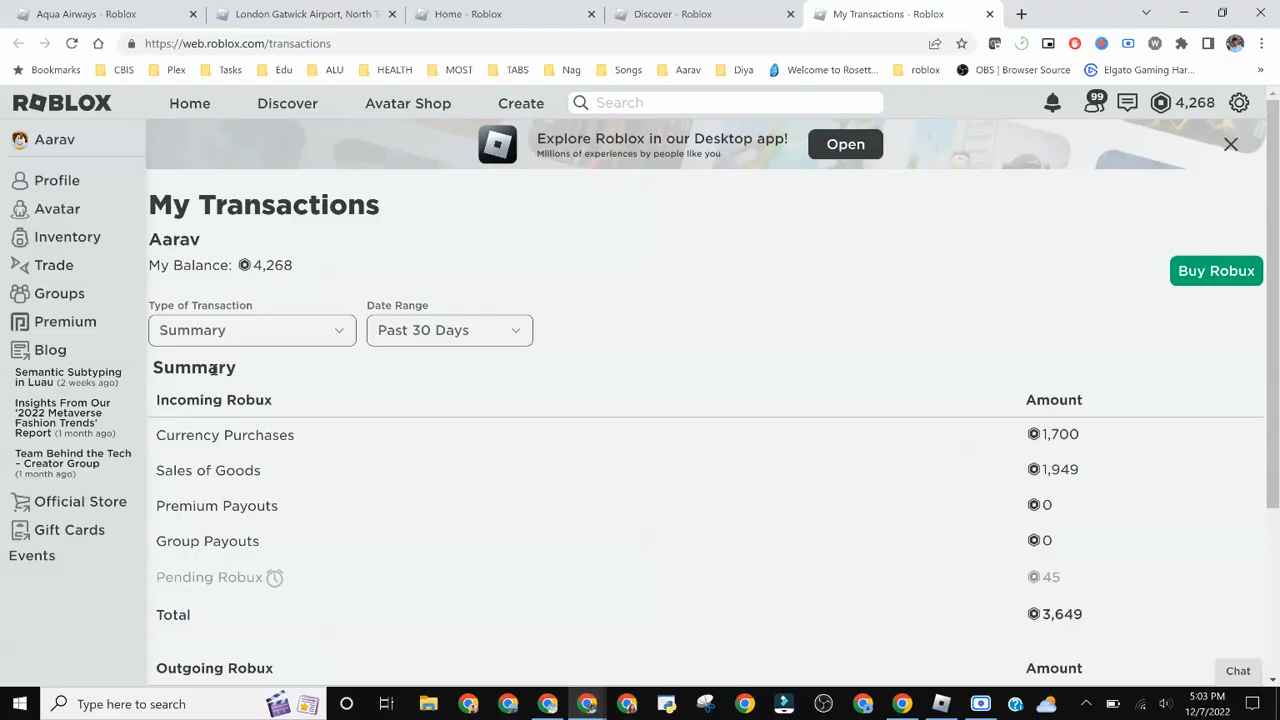 Aqua Airways - Roblox
London Gatwick Airport, North T
Home - Roblox
Discover - Roblox
My Transactions - Roblox
https://web.roblox.com/transactions
Bookmarks CBIS Plex Tasks Edu ALU HEALTH MOST TABS Nag Songs Aarav Diya Welcome to Rosett... roblox OBS | Browser Source Elgato Gaming Har... »
ROBLOX Home Discover Avatar Shop Create Search 99 4,268
Aarav
Profile
Avatar
Inventory
Trade
Groups
Premium
Blog
Semantic Subtyping
in Luau (2 weeks ago)
Insights From Our
'2022 Metaverse
Fashion Trends'
Report (1 month ago)
Team Behind the Tech
– Creator Group
(1 month ago)
Official Store
Gift Cards
Events
Explore Roblox in our Desktop app!
Millions of experiences by people like you
Open
My Transactions
Aarav
My Balance: 4,268
Buy Robux
Type of Transaction Date Range
Summary Past 30 Days
Summary
Incoming Robux Amount
Currency Purchases 1,700
Sales of Goods 1,949
Premium Payouts 0
Group Payouts 0
Pending Robux 45
Total 3,649
Outgoing Robux Amount
Chat
Type here to search
5:03 PM
12/7/2022